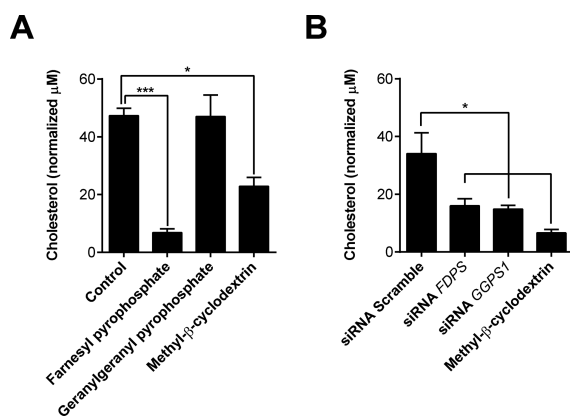 A
Cholesterol (normalized µM)
60
40
20
0
***
*
Control
Farnesyl pyrophosphate
Geranylgeranyl pyrophosphate
Methyl-β-cyclodextrin
B
Cholesterol (normalized µM)
60
40
20
0
*
siRNA Scramble
siRNA FDPS
siRNA GGPS1
Methyl-β-cyclodextrin